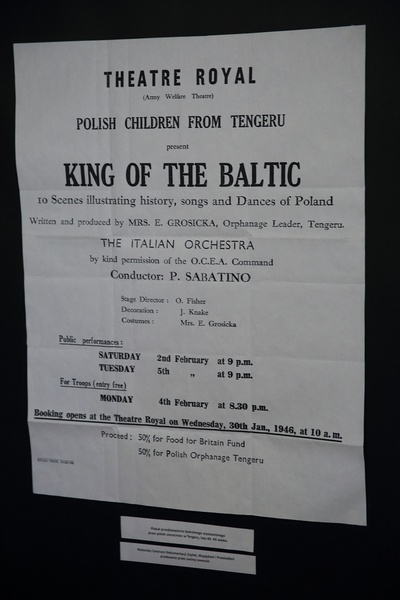 THEATRE ROYAL
(Army Welfare Theatre)
POLISH CHILDREN FROM TENGERU
present
KING OF THE BALTIC
10 Scenes illustrating history, songs and Dances of Poland
Written and produced by MRS. E. GROSICKA, Orphanage Leader, Tengeru.
THE ITALIAN ORCHESTRA
by kind permission of the O.C.E.A. Command
Conductor: P. SABATINO
Stage Director : O. Fisher
Decoration : J. Knake
Costumes : Mrs. E. Grosicka
Public performances:
SATURDAY 2nd February at 9 p.m.
TUESDAY 5th „ at 9 p.m.
For Troops (entry free)
MONDAY 4th February at 8.30 p.m.
Booking opens at the Theatre Royal on Wednesday, 30th Jan., 1946, at 10 a.m.
Proceed : 50% for Food for Britain Fund
50% for Polish Orphanage Tengeru